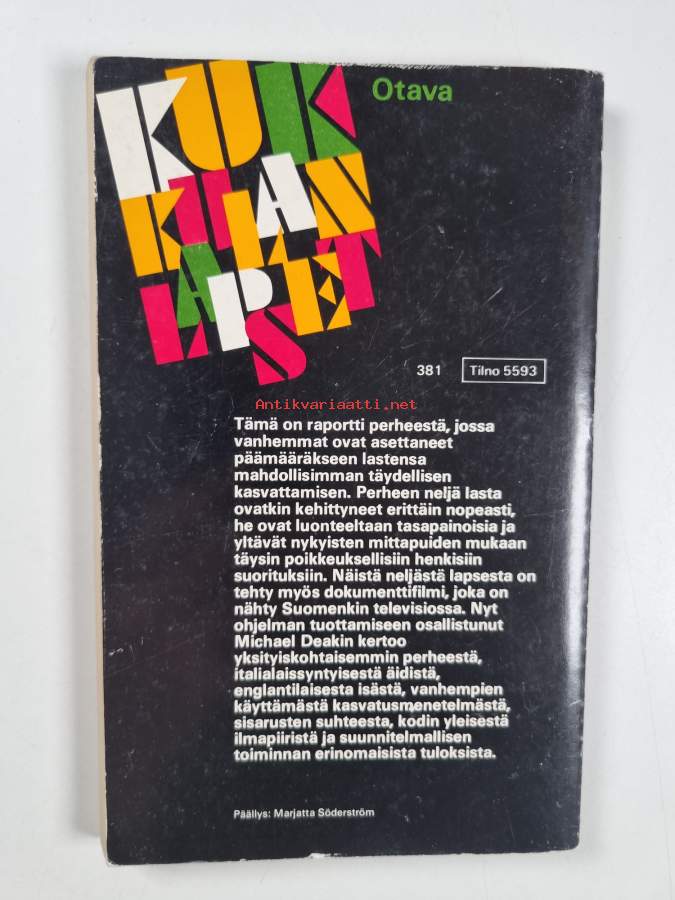 KUK
KULAN
LAPSET
Otava
381 Tilno 5593
Antikvariaatti.net
Tämä on raportti perheestä, jossa
vanhemmat ovat asettaneet
päämääräkseen lastensa
mahdollisimman täydellisen
kasvattamisen. Perheen neljä lasta
ovatkin kehittyneet erittäin nopeasti,
he ovat luonteeltaan tasapainoisia ja
yltävät nykyisten mittapuiden mukaan
täysin poikkeuksellisiin henkisiin
suorituksiin. Näistä neljästä lapsesta on
tehty myös dokumenttifilmi, joka on
nähty Suomenkin televisiossa. Nyt
ohjelman tuottamiseen osallistunut
Michael Deakin kertoo
yksityiskohtaisemmin perheestä,
italialaissyntyisestä äidistä,
englantilaisesta isästä, vanhempien
käyttämästä kasvatusmenetelmästä,
sisarusten suhteesta, kodin yleisestä
ilmapiiristä ja suunnitelmallisen
toiminnan erinomaisista tuloksista.
Päällys: Marjatta Söderström